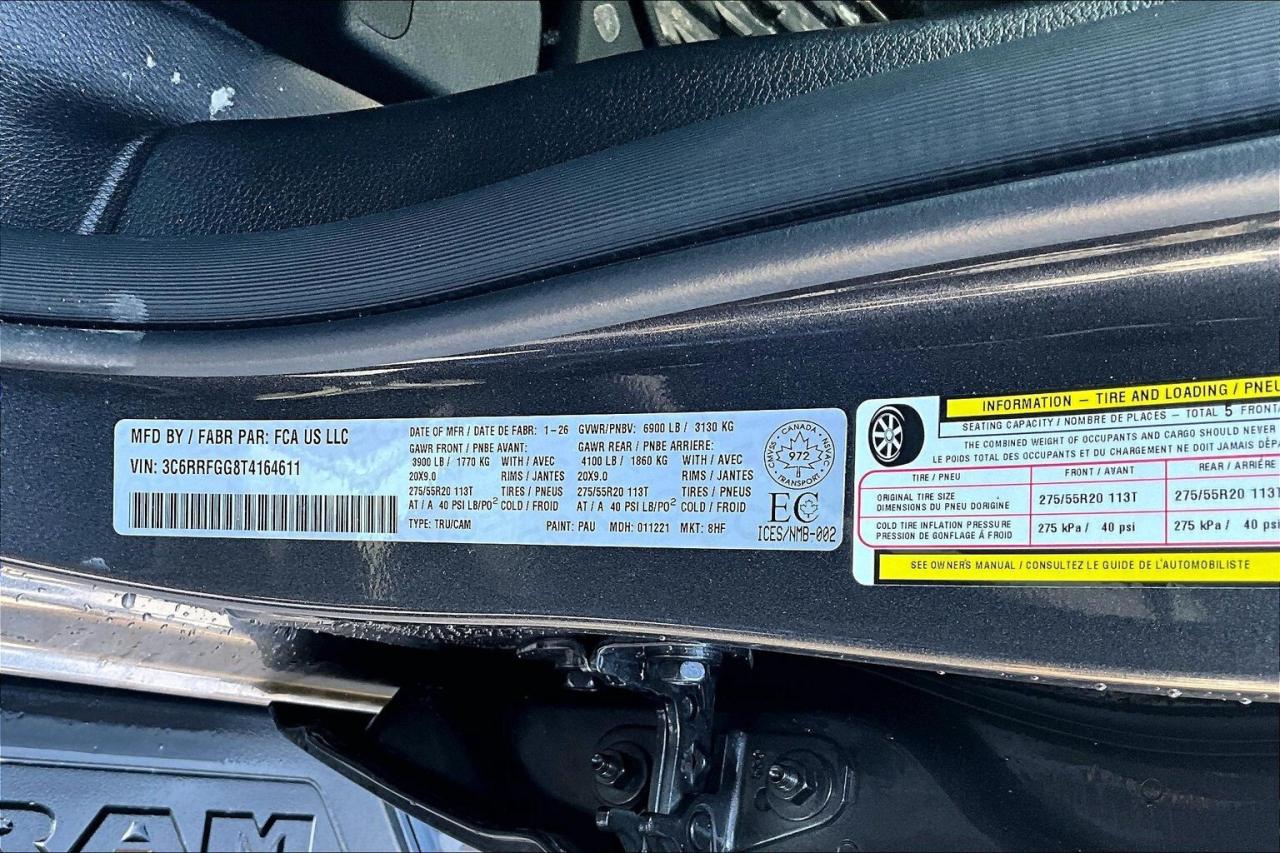 MFD BY / FABR PAR: FCA US LLC
VIN: 3C6RRFGG8T4164611
DATE OF MFR / DATE DE FABR: 1-26 GVWR/PNBV: 6900 LB / 3130 KG
GAWR FRONT / PNBE AVANT: GAWR REAR / PNBE ARRIERE:
3900 LB / 1770 KG WITH / AVEC 4100 LB / 1860 KG WITH / AVEC
20X9.0 RIMS / JANTES 20X9.0 RIMS / JANTES
275/55R20 113T TIRES / PNEUS 275/55R20 113T TIRES / PNEUS
AT / A 40 PSI LB/PO² COLD / FROID AT / A 40 PSI LB/PO² COLD / FROID
TYPE: TRU/CAM PAINT: PAU MDH: 011221 MKT: 8HF
CANADA
CMVSS NSVAC
972
TRANSPORT
EC
ICES/NMB-002
INFORMATION – TIRE AND LOADING / PNEU
SEATING CAPACITY / NOMBRE DE PLACES – TOTAL 5 FRONT/
THE COMBINED WEIGHT OF OCCUPANTS AND CARGO SHOULD NEVER
LE POIDS TOTAL DES OCCUPANTS ET DU CHARGEMENT NE DOIT JAMAIS DÉPA
TIRE / PNEU FRONT / AVANT REAR / ARRIÈRE
ORIGINAL TIRE SIZE
DIMENSIONS DU PNEU D'ORIGINE 275/55R20 113T 275/55R20 113T
COLD TIRE INFLATION PRESSURE
PRESSION DE GONFLAGE À FROID 275 kPa / 40 psi 275 kPa / 40 psi
SEE OWNER'S MANUAL / CONSULTEZ LE GUIDE DE L'AUTOMOBILISTE
RAM